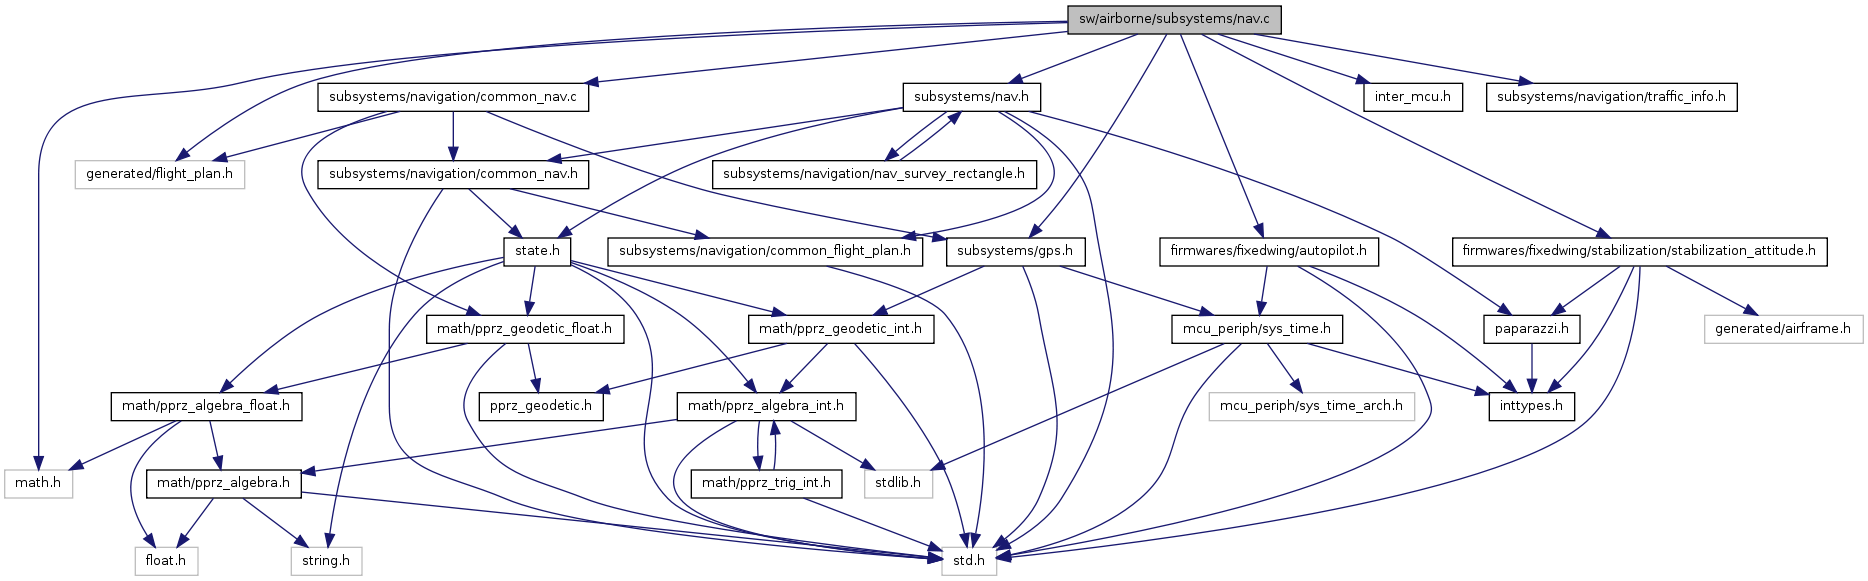 sw/airborne/subsystems/nav.c
subsystems/navigation/common_nav.c
subsystems/nav.h
inter_mcu.h
subsystems/navigation/traffic_info.h
generated/flight_plan.h
subsystems/navigation/common_nav.h
subsystems/navigation/nav_survey_rectangle.h
state.h
subsystems/navigation/common_flight_plan.h
subsystems/gps.h
firmwares/fixedwing/autopilot.h
firmwares/fixedwing/stabilization/stabilization_attitude.h
math/pprz_geodetic_float.h
math/pprz_geodetic_int.h
mcu_periph/sys_time.h
paparazzi.h
generated/airframe.h
math/pprz_algebra_float.h
pprz_geodetic.h
math/pprz_algebra_int.h
mcu_periph/sys_time_arch.h
inttypes.h
math.h
math/pprz_algebra.h
math/pprz_trig_int.h
stdlib.h
float.h
string.h
std.h